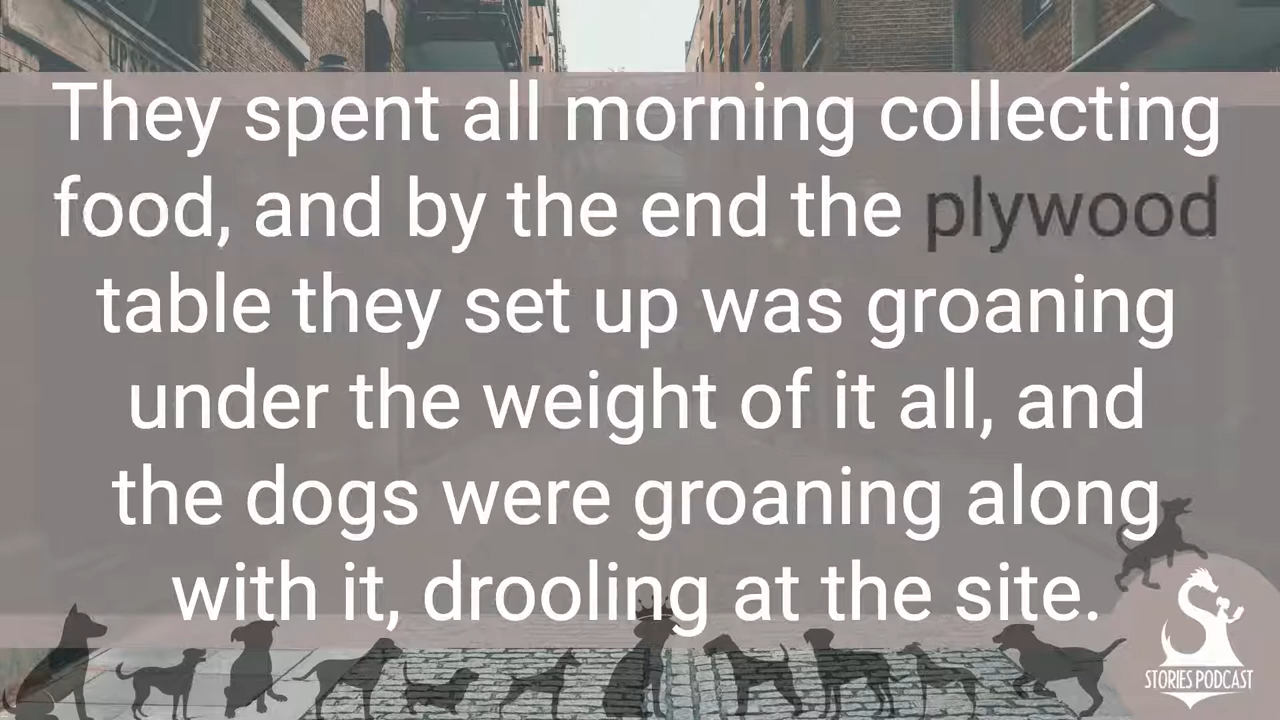 They spent all morning collecting
food, and by the end the plywood
table they set up was groaning
under the weight of it all, and
the dogs were groaning along
with it, drooling at the site.
STORIES PODCAST